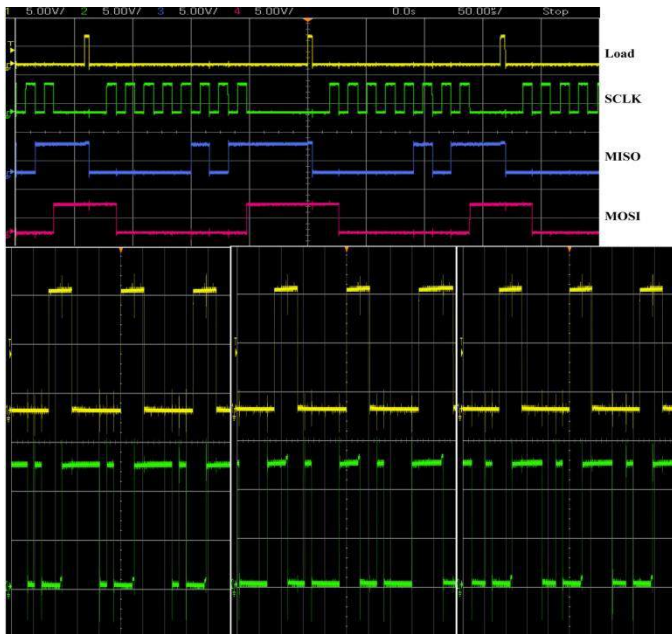 1 5.00V/ 2 5.00V/ 3 5.00V/ 4 5.00V/ 0.0s 50.00%/ Stop
Load
SCLK
MISO
MOSI